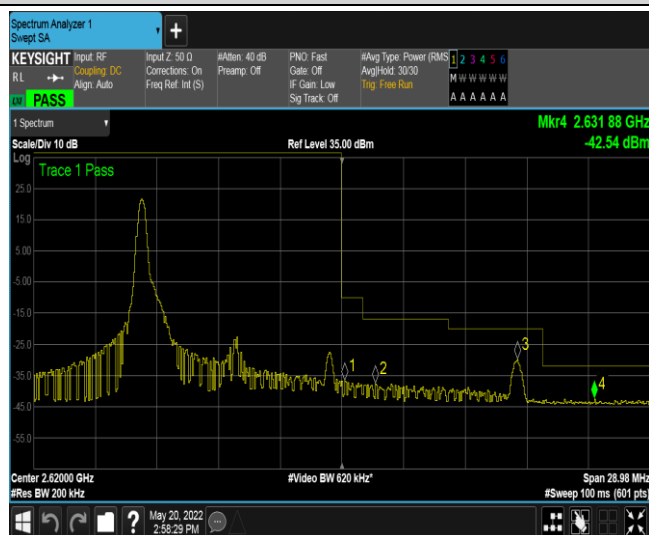 Spectrum Analyzer 1
Swept SA
+
KEYSIGHT
RL
LXI PASS
Input: RF
Coupling: DC
Align: Auto
Input Z: 50 Ω
Corrections: On
Freq Ref: Int (S)
#Atten: 40 dB
Preamp: Off
PNO: Fast
Gate: Off
IF Gain: Low
Sig Track: Off
#Avg Type: Power (RMS
Avg|Hold: 30/30
Trig: Free Run
1 2 3 4 5 6
M W W W W W
A A A A A A
1 Spectrum
Scale/Div 10 dB
Ref Level 35.00 dBm
Mkr4 2.631 88 GHz
-42.54 dBm
Log
Trace 1 Pass
25.0
15.0
5.00
-5.00
-15.0
-25.0
-35.0
-45.0
-55.0
1
2
3
4
Center 2.62000 GHz
#Video BW 620 kHz*
Span 28.98 MHz
#Res BW 200 kHz
#Sweep 100 ms (601 pts)
?
May 20, 2022
2:58:29 PM